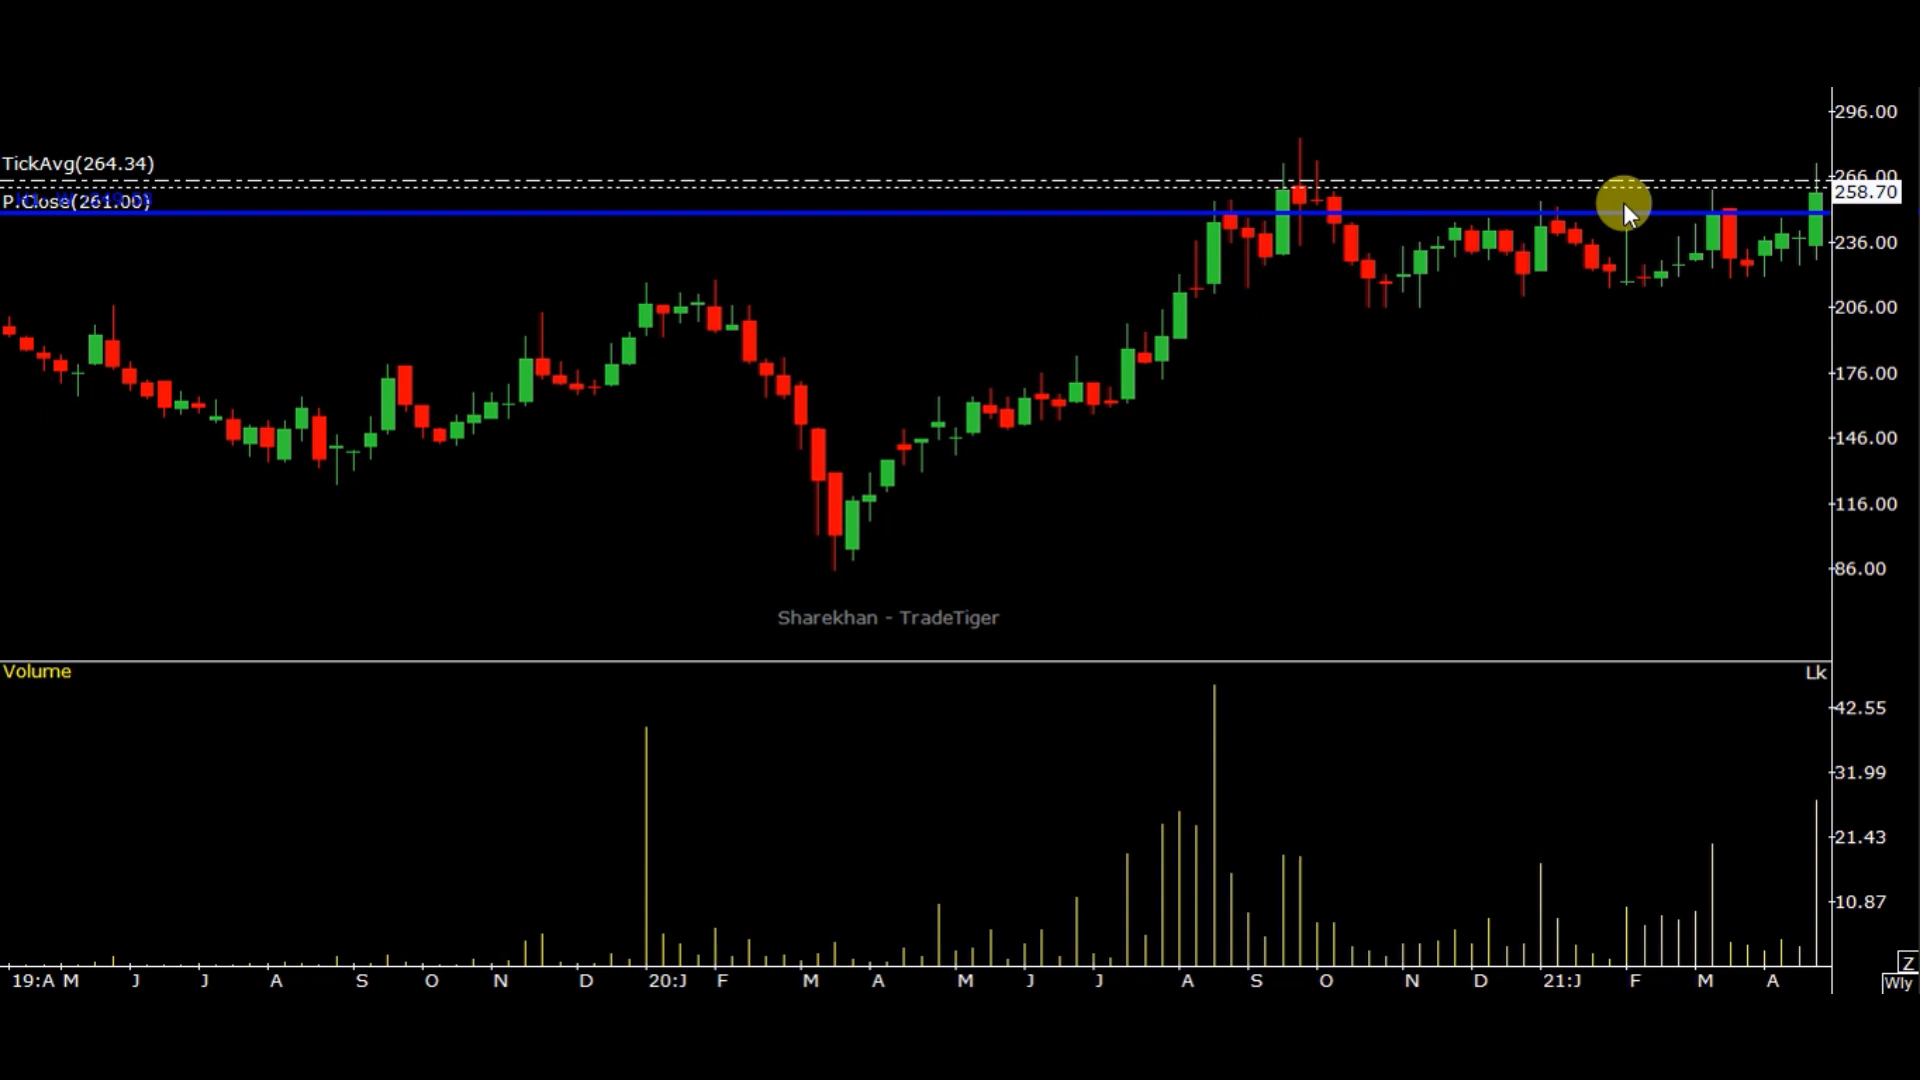 296.00
TickAvg(264.34)
266.00
258.70
P.Close(261.00)
236.00
206.00
176.00
146.00
116.00
86.00
Sharekhan - TradeTiger
Volume
Lk
42.55
31.99
21.43
10.87
Z
19:A M J J A S O N D 20:J F M A M J J A S O N D 21:J F M A
Wly